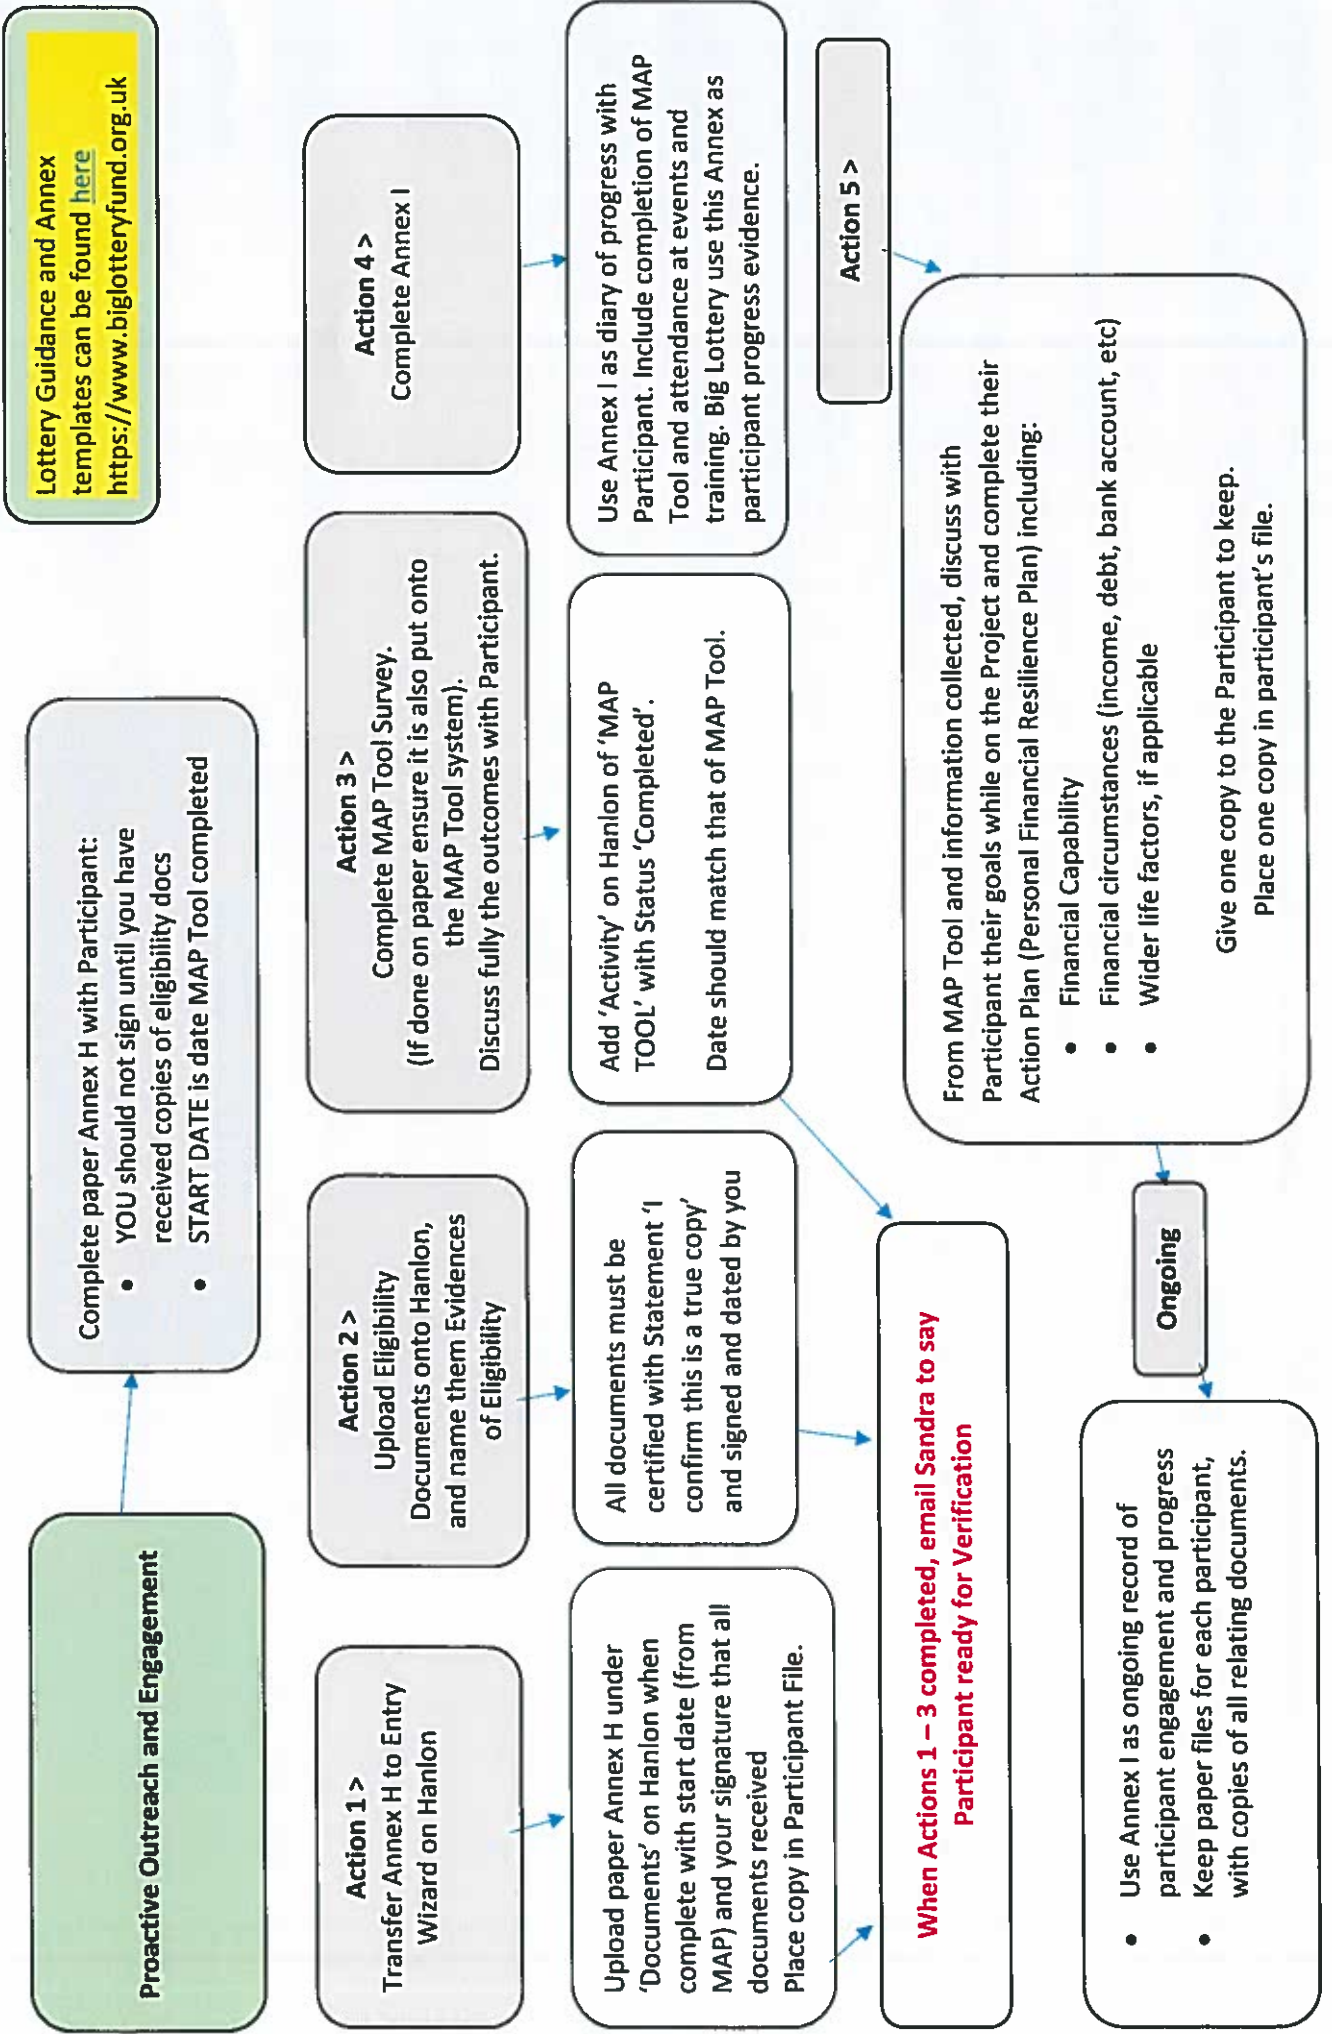 Proactive Outreach and Engagement
Complete paper Annex H with Participant:
• YOU should not sign until you have
received copies of eligibility docs
• START DATE is date MAP Tool completed
Lottery Guidance and Annex
templates can be found here
https://www.biglotteryfund.org.uk
Action 1 >
Transfer Annex H to Entry
Wizard on Hanlon
Action 2 >
Upload Eligibility
Documents onto Hanlon,
and name them Evidences
of Eligibility
Action 3 >
Complete MAP Tool Survey.
(If done on paper ensure it is also put onto
the MAP Tool system).
Discuss fully the outcomes with Participant.
Action 4 >
Complete Annex I
Upload paper Annex H under
‘Documents’ on Hanlon when
complete with start date (from
MAP) and your signature that all
documents received
Place copy in Participant File.
All documents must be
certified with Statement ‘I
confirm this is a true copy’
and signed and dated by you
Add ‘Activity’ on Hanlon of ‘MAP
TOOL’ with Status ‘Completed’.
Date should match that of MAP Tool.
Use Annex I as diary of progress with
Participant. Include completion of MAP
Tool and attendance at events and
training. Big Lottery use this Annex as
participant progress evidence.
Action 5 >
When Actions 1 – 3 completed, email Sandra to say
Participant ready for Verification
From MAP Tool and information collected, discuss with
Participant their goals while on the Project and complete their
Action Plan (Personal Financial Resilience Plan) including:
• Financial Capability
• Financial circumstances (income, debt, bank account, etc)
• Wider life factors, if applicable
Give one copy to the Participant to keep.
Place one copy in participant’s file.
Ongoing
• Use Annex I as ongoing record of
participant engagement and progress
• Keep paper files for each participant,
with copies of all relating documents.